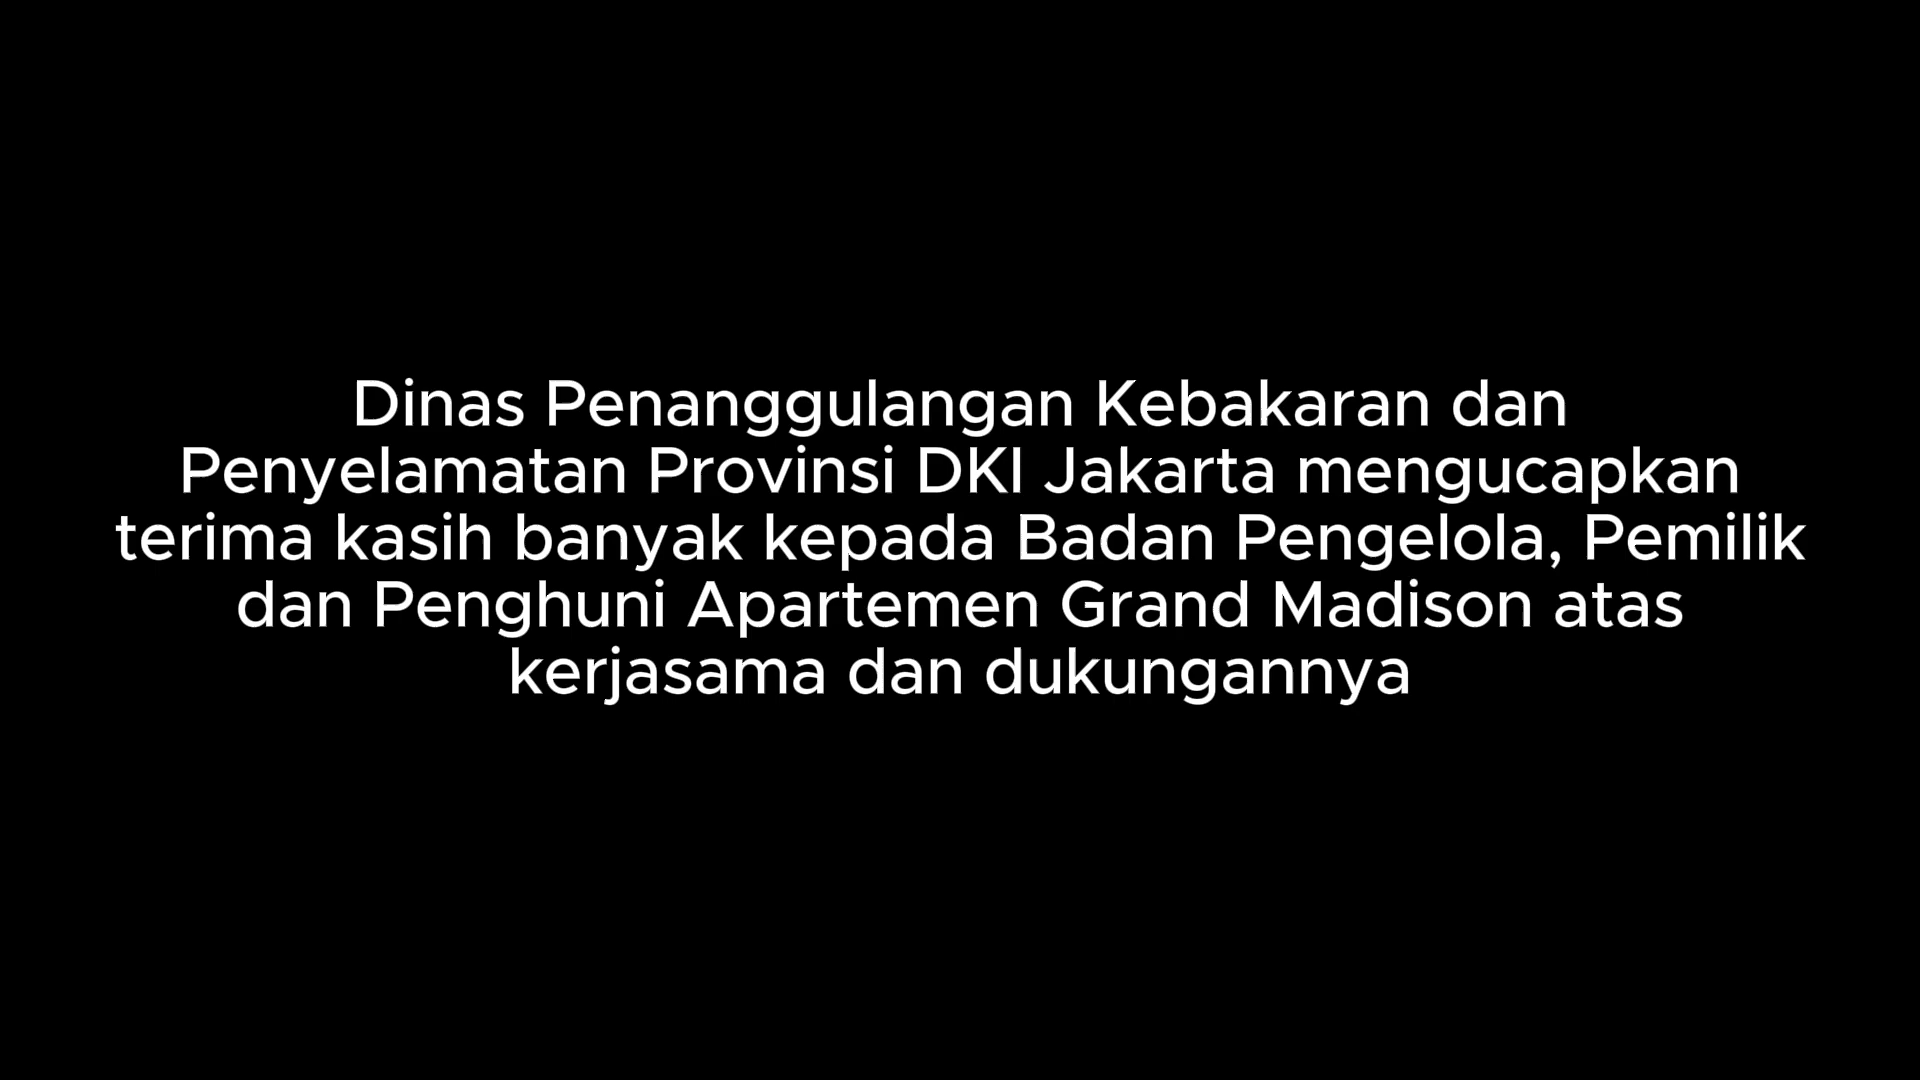 Dinas Penanggulangan Kebakaran dan
Penyelamatan Provinsi DKI Jakarta mengucapkan
terima kasih banyak kepada Badan Pengelola, Pemilik
dan Penghuni Apartemen Grand Madison atas
kerjasama dan dukungannya